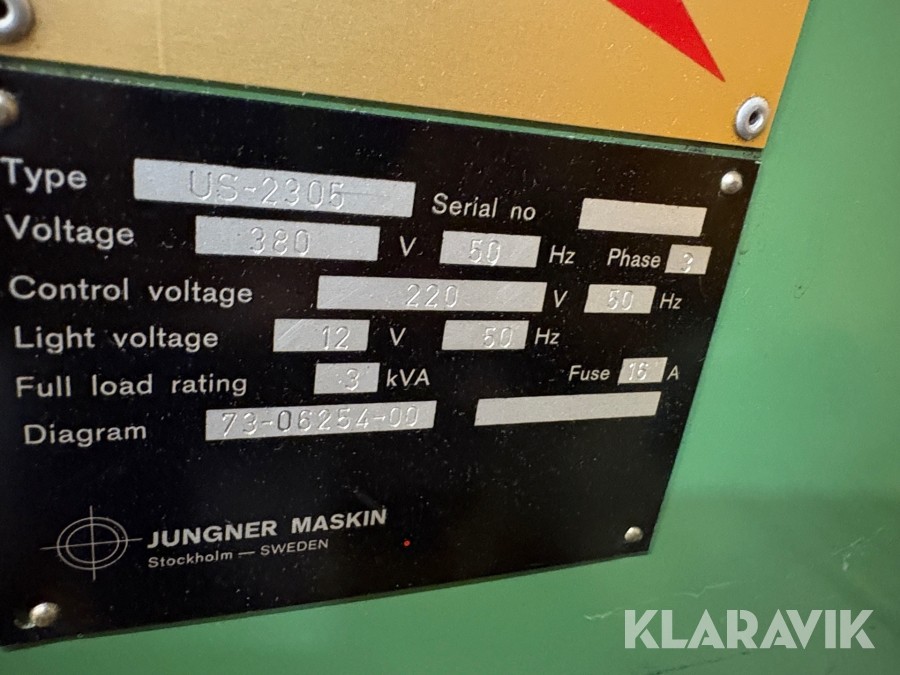 Type US-2305 Serial no
Voltage 380 V 50 Hz Phase 3
Control voltage 220 V 50 Hz
Light voltage 12 V 50 Hz
Full load rating 3 kVA Fuse 16 A
Diagram 73-06254-00
JUNGNER MASKIN
Stockholm — SWEDEN
KLARAVIK